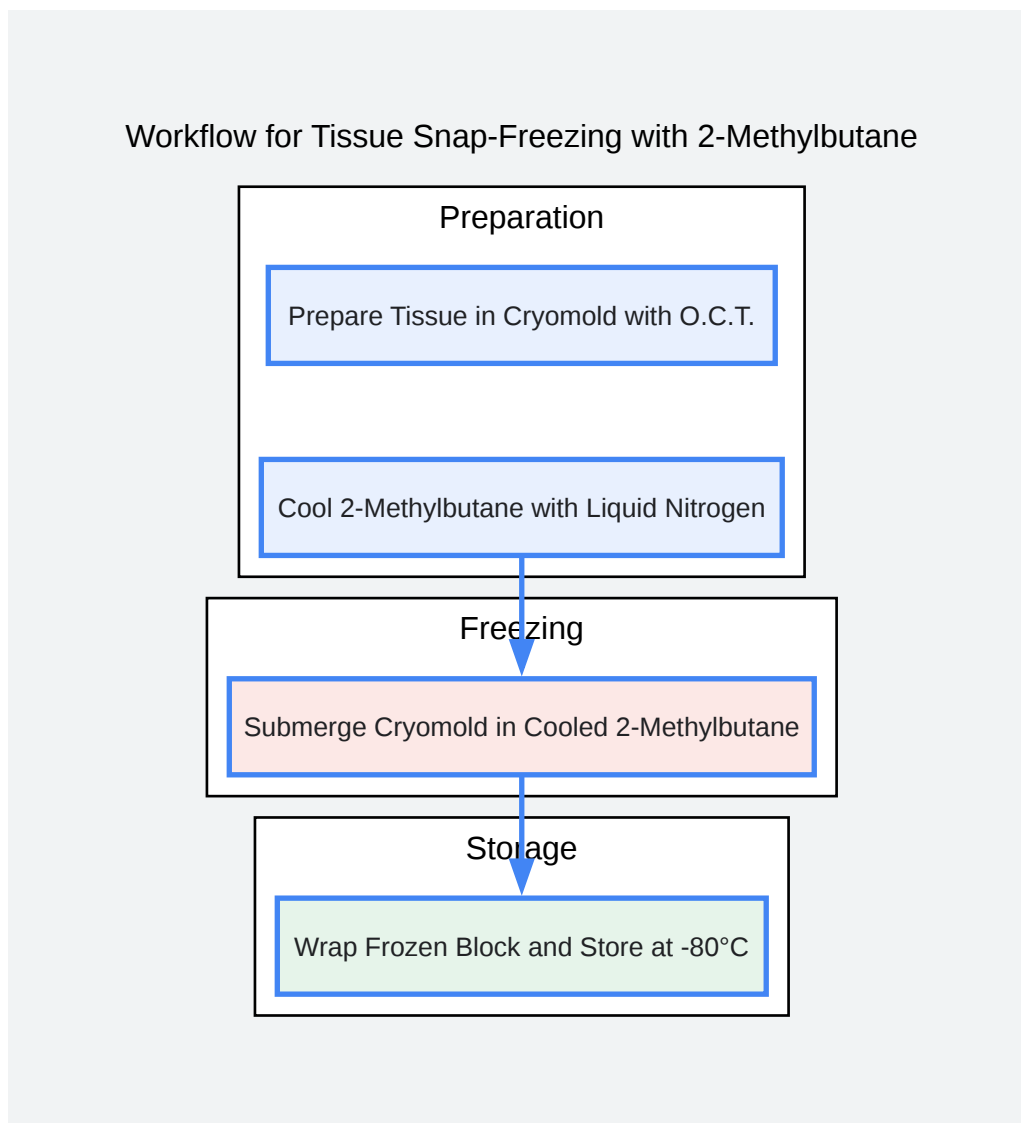 Workflow for Tissue Snap-Freezing with 2-Methylbutane
Preparation
Prepare Tissue in Cryomold with O.C.T.
Cool 2-Methylbutane with Liquid Nitrogen
Freezing
Submerge Cryomold in Cooled 2-Methylbutane
Storage
Wrap Frozen Block and Store at -80°C